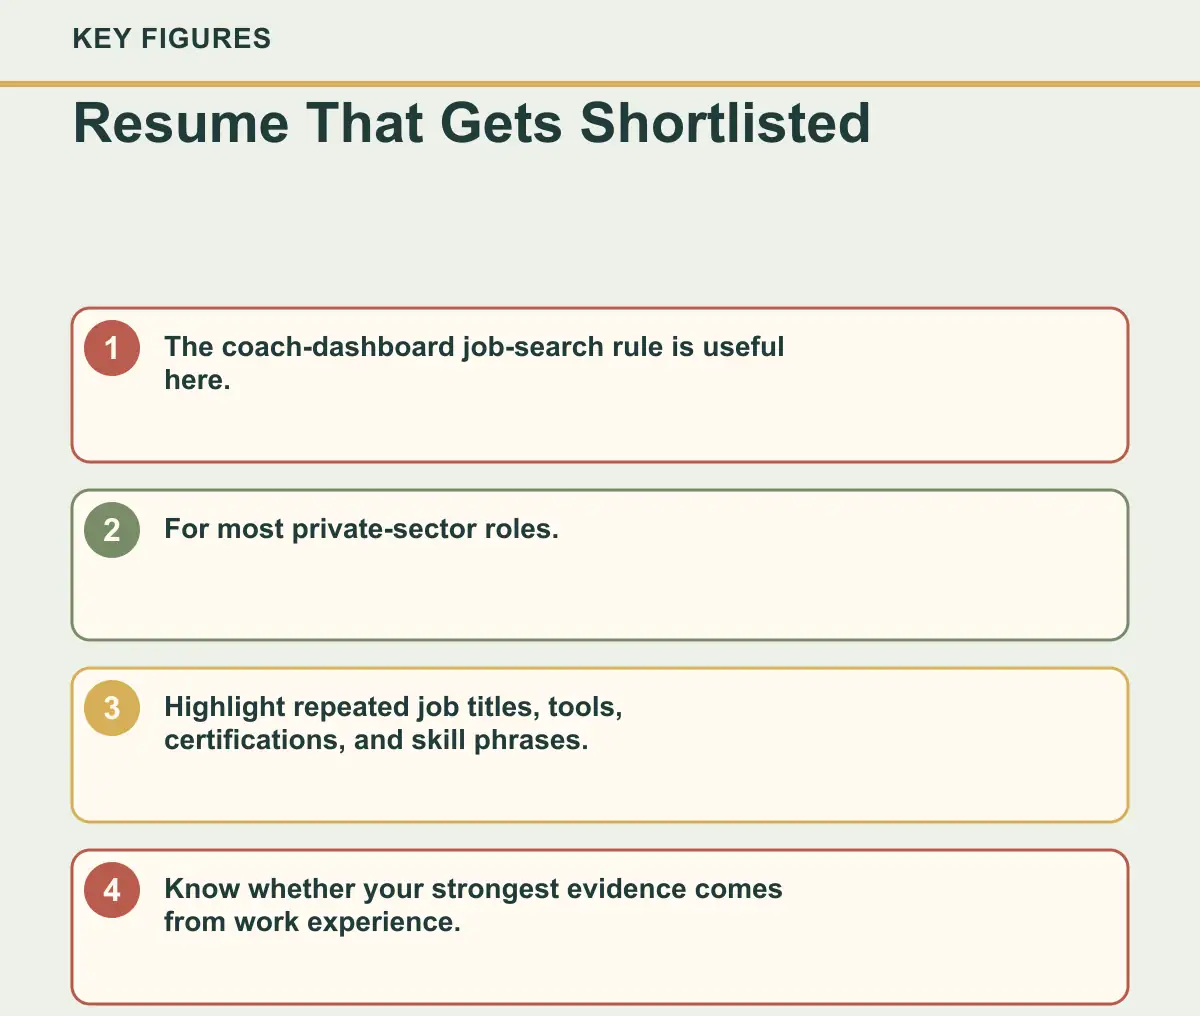 KEY FIGURES
Resume That Gets Shortlisted
1
The coach-dashboard job-search rule is useful
here.
2
For most private-sector roles.
3
Highlight repeated job titles, tools,
certifications, and skill phrases.
4
Know whether your strongest evidence comes
from work experience.